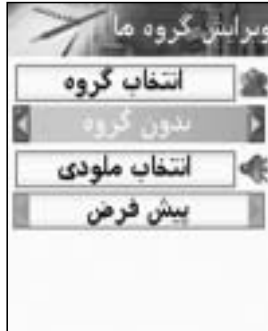 ویرایش گروه ها
انتخاب گروه
بدون گروه
انتخاب ملودی
پیش فرض